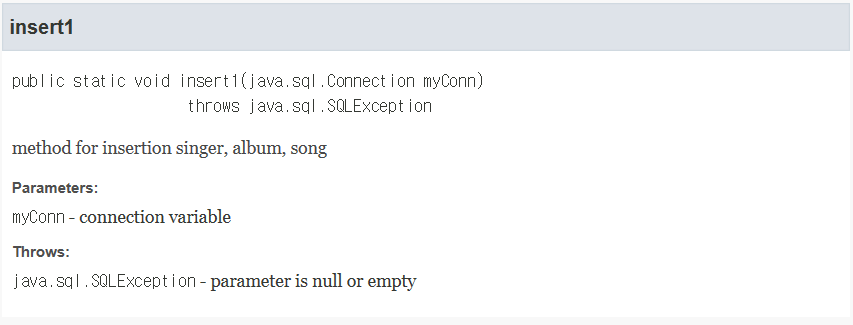 insert1
public static void insert1(java.sql.Connection myConn)
throws java.sql.SQLException
method for insertion singer, album, song
Parameters:
myConn - connection variable
Throws:
java.sql.SQLException - parameter is null or empty